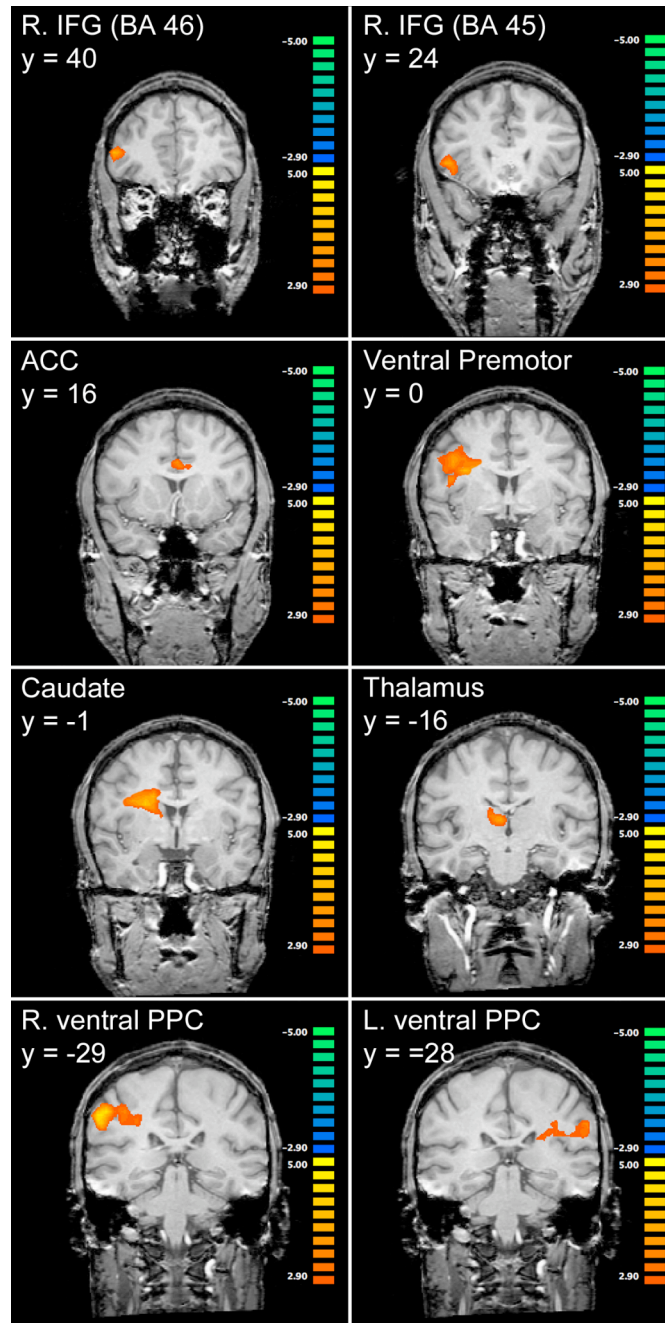 R. IFG (BA 46)
y = 40
-5.00
-2.90
5.00
2.90
R. IFG (BA 45)
y = 24
-5.00
-2.90
5.00
2.90
ACC
y = 16
-5.00
-2.90
5.00
2.90
Ventral Premotor
y = 0
-5.00
-2.90
5.00
2.90
Caudate
y = -1
-5.00
-2.90
5.00
2.90
Thalamus
y = -16
-5.00
-2.90
5.00
2.90
R. ventral PPC
y = -29
-5.00
-2.90
5.00
2.90
L. ventral PPC
y = =28
-5.00
-2.90
5.00
2.90